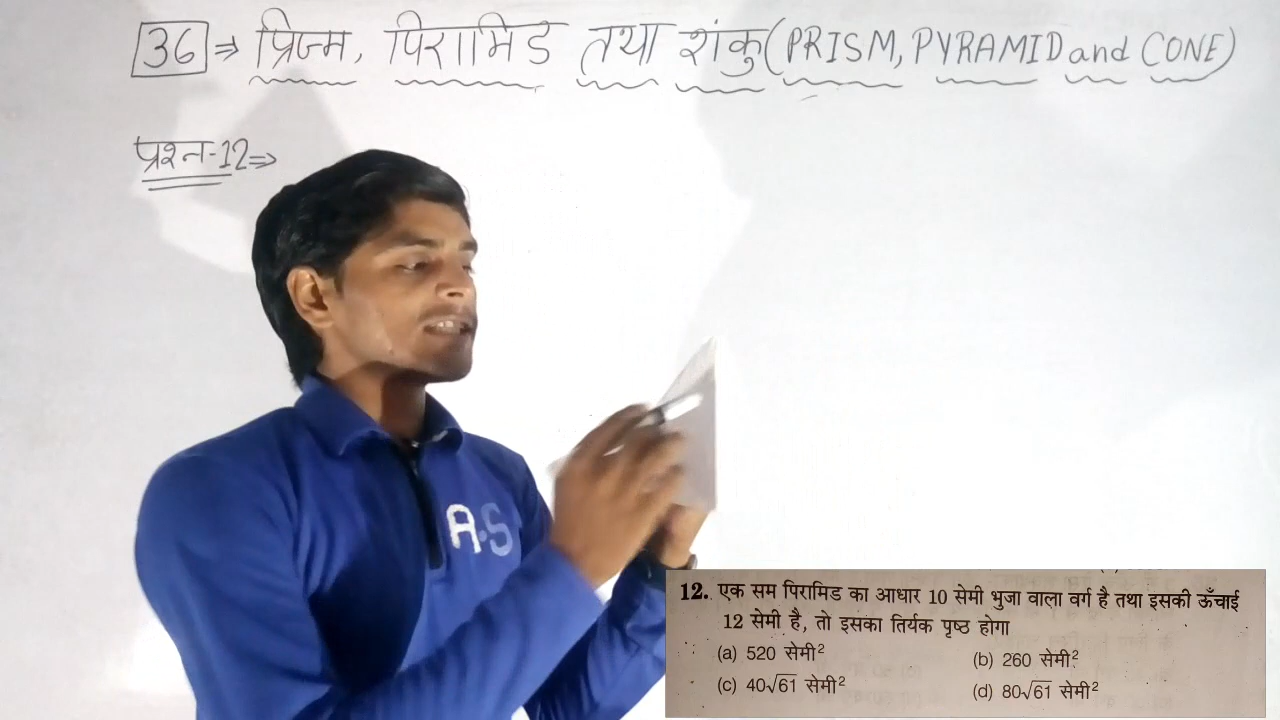 36 ⇒ प्रिज्म, पिरामिड तथा शंकु(PRISM, PYRAMID and CONE)
प्रश्न-12⇒
A.S
12. एक सम पिरामिड का आधार 10 सेमी भुजा वाला वर्ग है तथा इसकी ऊँचाई
12 सेमी है, तो इसका तिर्यक पृष्ठ होगा
(a) 520 सेमी² (b) 260 सेमी²
(c) 40√61 सेमी² (d) 80√61 सेमी²